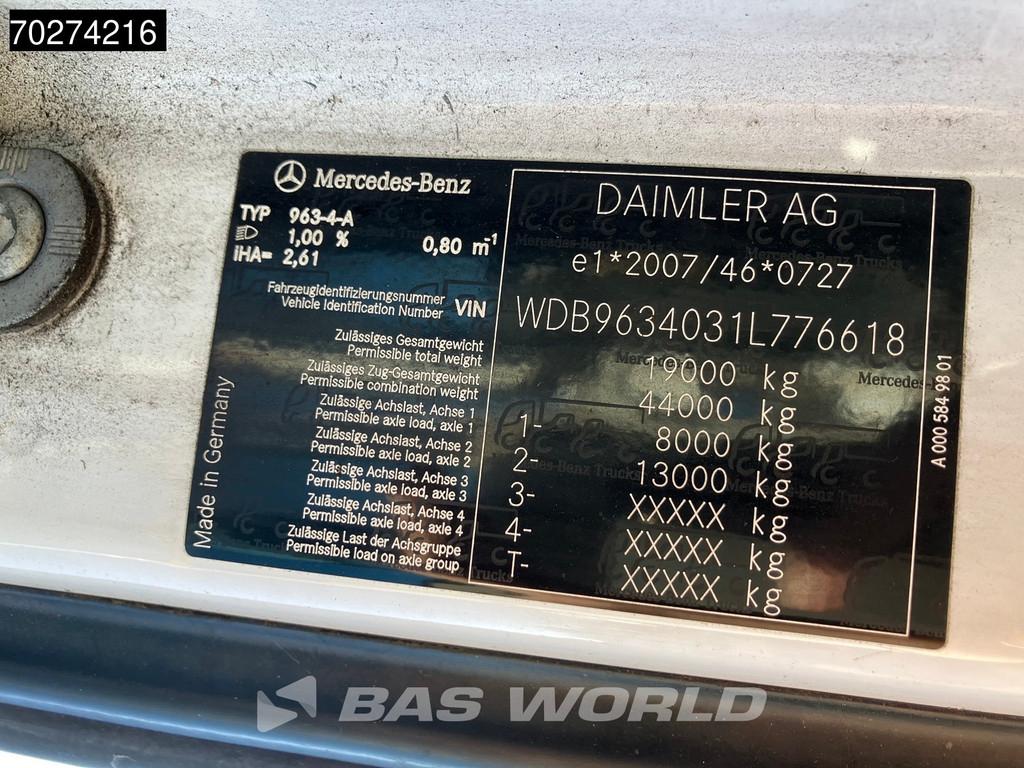 70274216
Mercedes-Benz
TYP 963-4-A
1,00 % 0,80 m-1
IHA= 2,61
DAIMLER AG
e1*2007/46*0727
Fahrzeugidentifizierungsnummer
Vehicle Identification Number VIN
WDB9634031L776618
Zulässiges Gesamtgewicht
Permissible total weight
19000 kg
Zulässiges Zug-Gesamtgewicht
Permissible combination weight
44000 kg
Zulässige Achslast, Achse 1
Permissible axle load, axle 1
1- 8000 kg
Zulässige Achslast, Achse 2
Permissible axle load, axle 2
2- 13000 kg
Zulässige Achslast, Achse 3
Permissible axle load, axle 3
3- XXXXX kg
Zulässige Achslast, Achse 4
Permissible axle load, axle 4
4- XXXXX kg
Zulässige Last der Achsgruppe
Permissible load on axle group
T- XXXXX kg
Made in Germany
A 000 584 98 01
BAS WORLD